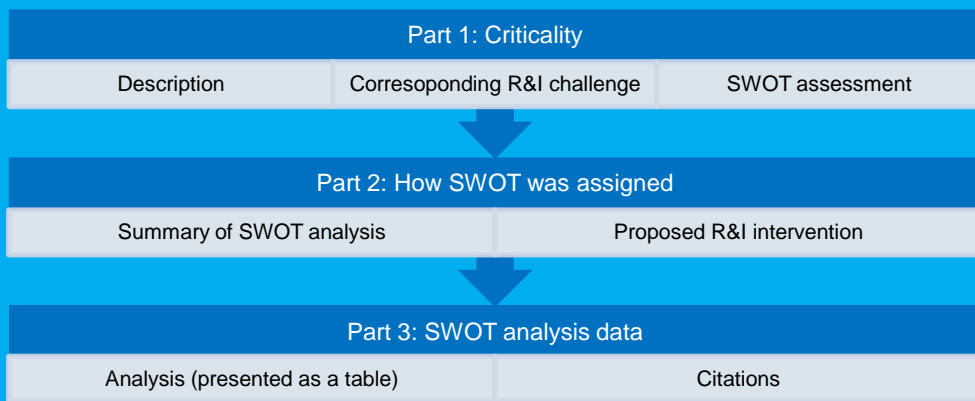 Part 1: Criticality
Description
Corresoponding R&I challenge
SWOT assessment
Part 2: How SWOT was assigned
Summary of SWOT analysis
Proposed R&I intervention
Part 3: SWOT analysis data
Analysis (presented as a table)
Citations